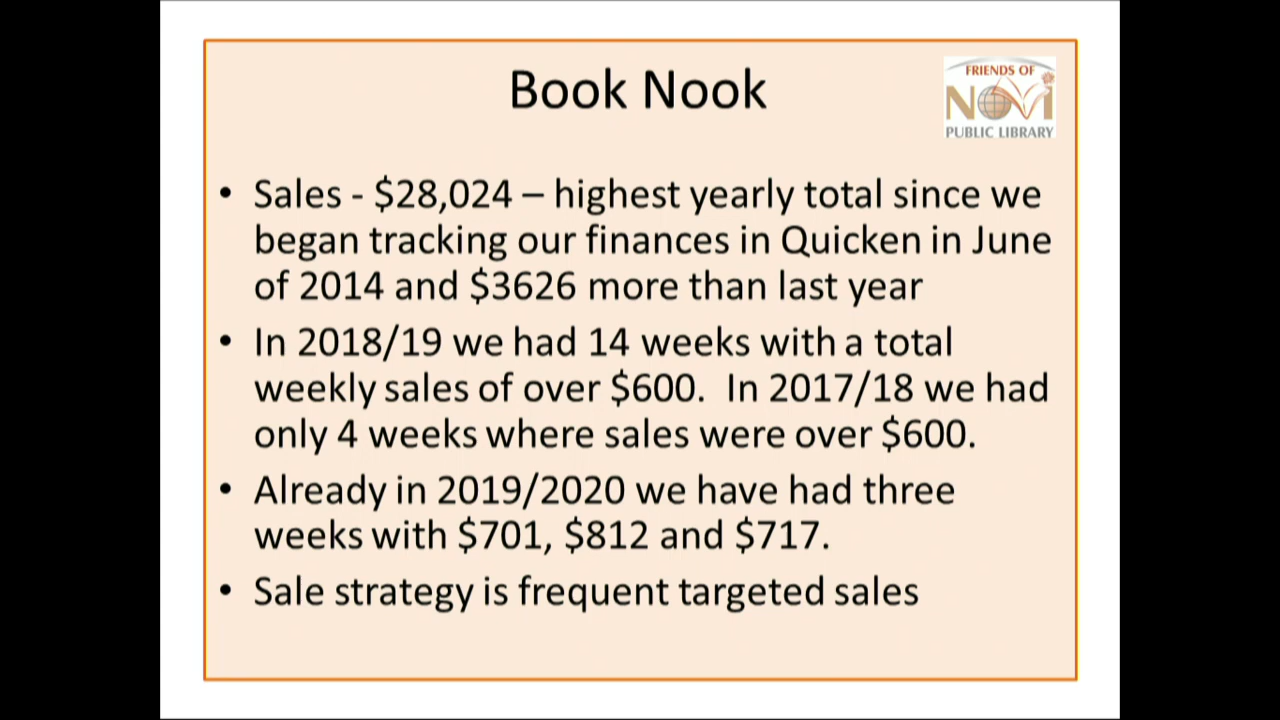 Book Nook
FRIENDS OF
NOVI
PUBLIC LIBRARY
• Sales - $28,024 – highest yearly total since we
began tracking our finances in Quicken in June
of 2014 and $3626 more than last year
• In 2018/19 we had 14 weeks with a total
weekly sales of over $600.  In 2017/18 we had
only 4 weeks where sales were over $600.
• Already in 2019/2020 we have had three
weeks with $701, $812 and $717.
• Sale strategy is frequent targeted sales